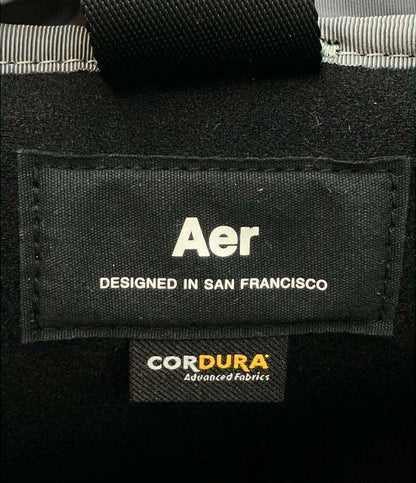 Aer
DESIGNED IN SAN FRANCISCO
CORDURA®
Advanced Fabrics